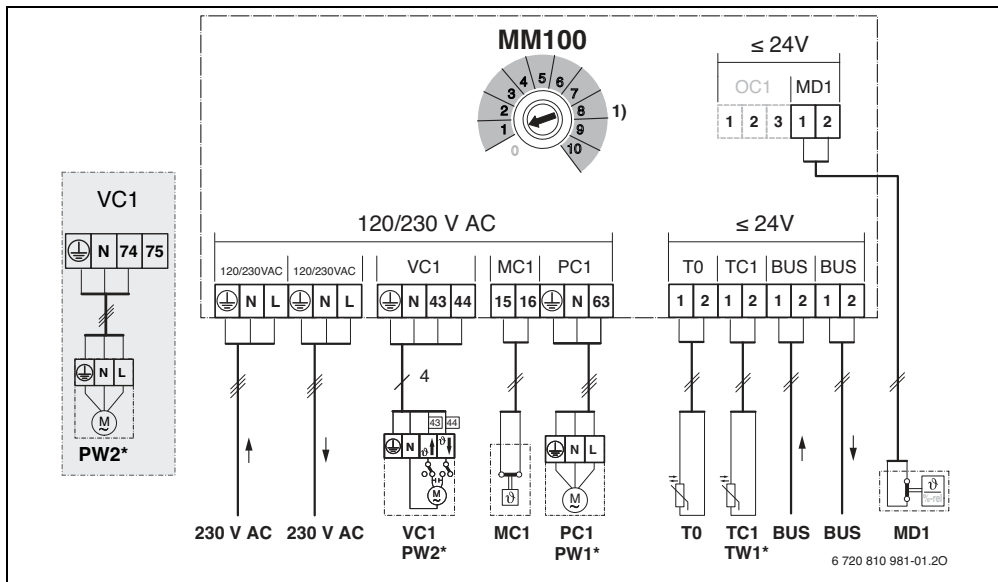 MM100
≤ 24V
OC1 MD1
1 2 3 1 2
0 1 2 3 4 5 6 7 8 9 10
1)
VC1
N 74 75
N L
M
~
PW2*
120/230 V AC
≤ 24V
120/230VAC 120/230VAC VC1 MC1 PC1 T0 TC1 BUS BUS
N L N L N 43 44 15 16 N 63 1 2 1 2 1 2 1 2
4
43 44
N ϑ ϑ
M
~
ϑ
N L
M
~
ϑ
%-rel
230 V AC 230 V AC VC1 MC1 PC1 T0 TC1 BUS BUS MD1
PW2* PW1* TW1*
6 720 810 981-01.2O